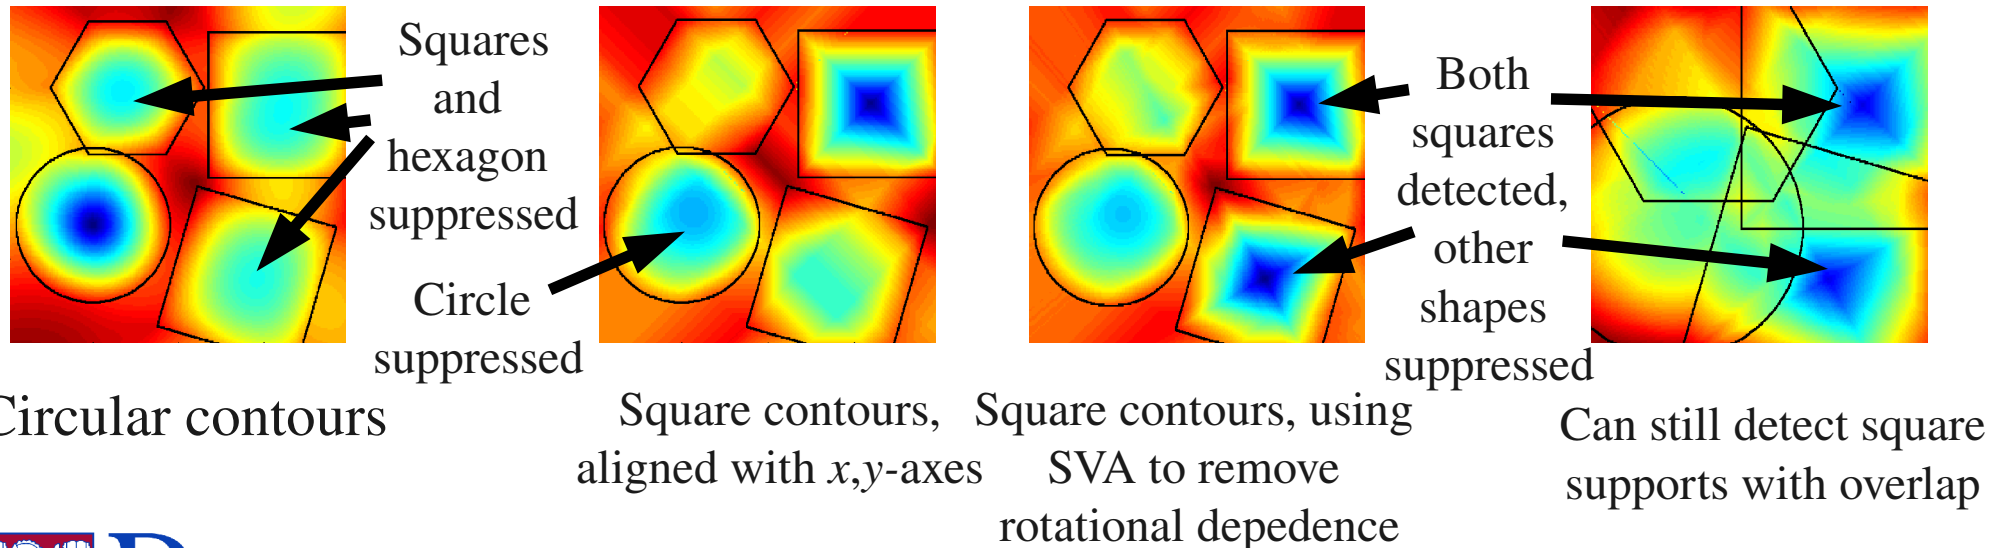 Squares
and
hexagon
suppressed
Circle
suppressed
Both
squares
detected,
other
shapes
suppressed
Circular contours
Square contours,
aligned with x,y-axes
Square contours, using
SVA to remove
rotational depedence
Can still detect square
supports with overlap